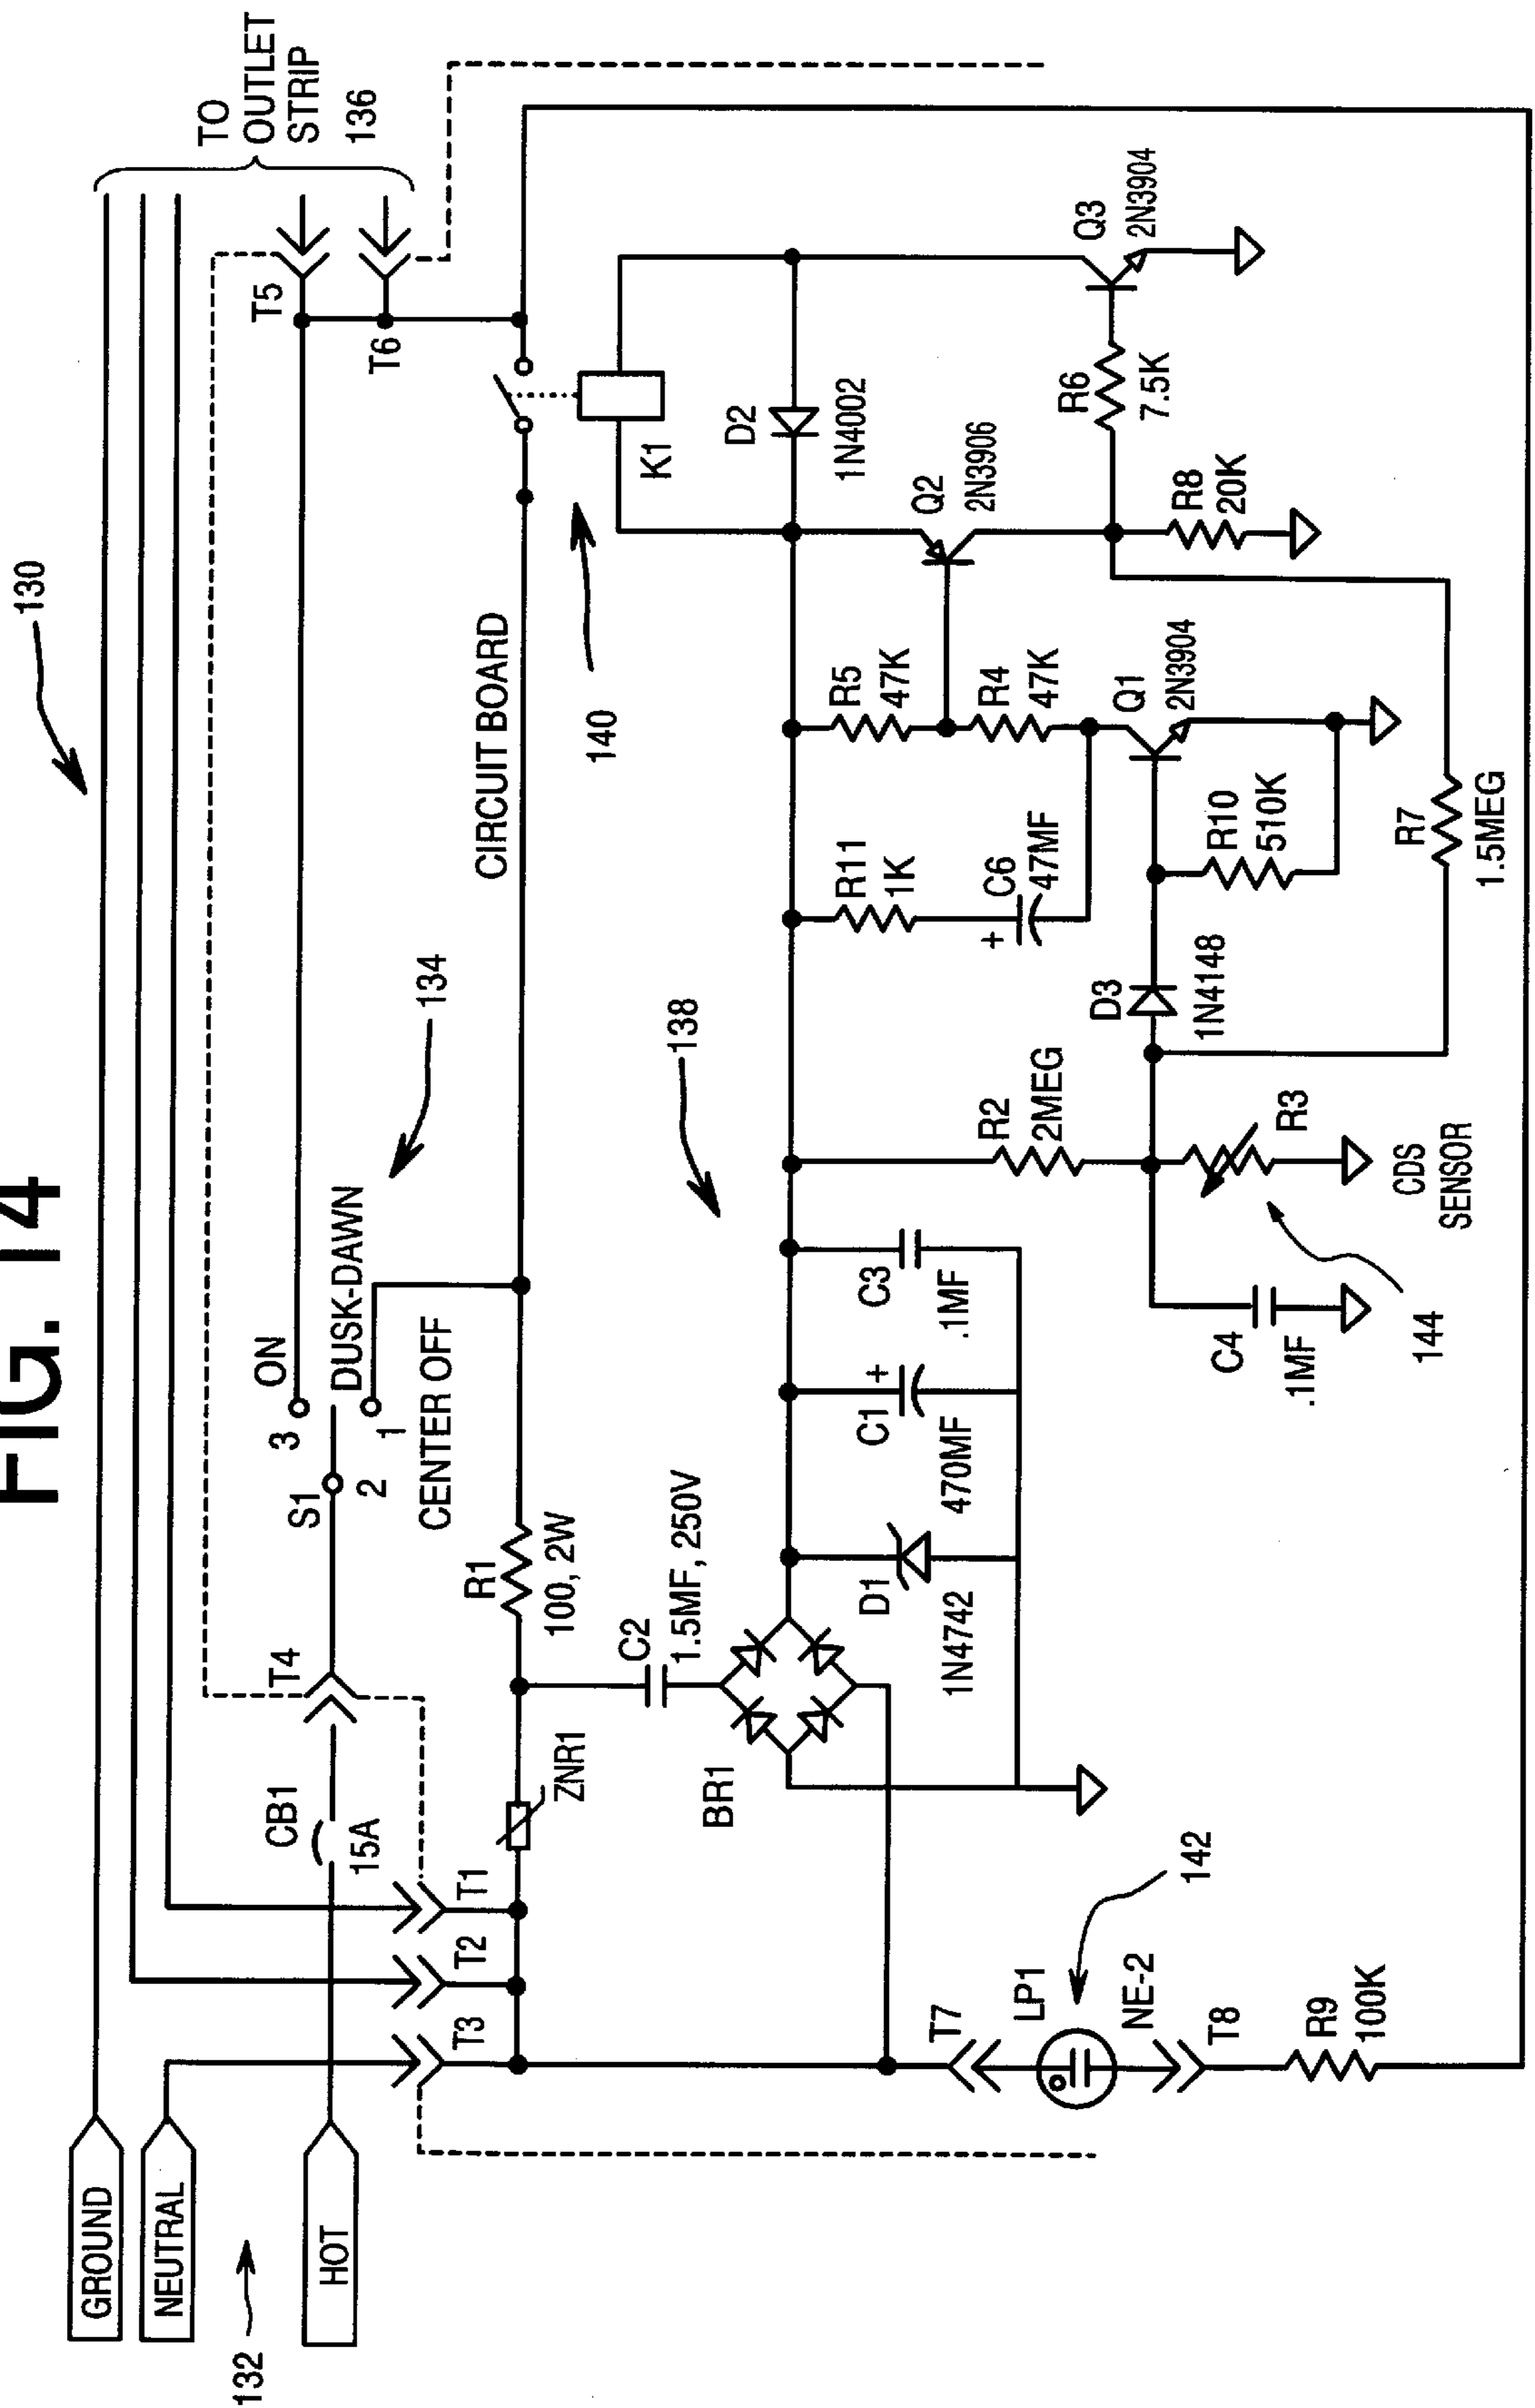 FIG. 14
130
GROUND
NEUTRAL
132
HOT
CB1
15A
T4
S1
2
3
ON
DUSK-DAWN
1
CENTER OFF
134
TO
OUTLET
STRIP
136
T5
T6
T3
T2
T1
ZNR1
R1
100, 2W
CIRCUIT BOARD
140
K1
C2
1.5MF, 250V
BR1
138
D2
1N4002
D1
1N4742
C1
+
470MF
C3
.1MF
R2
2MEG
R11
1K
+
C6
47MF
R5
47K
R4
47K
Q2
2N3906
R6
7.5K
Q3
2N3904
R8
20K
D3
1N4148
Q1
2N3904
R10
510K
R7
1.5MEG
C4
.1MF
R3
CDS
SENSOR
144
T7
LP1
NE-2
142
T8
R9
100K